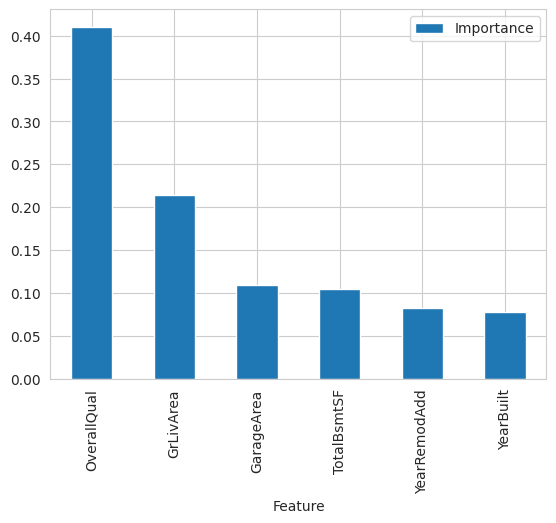 Importance
0.40
0.35
0.30
0.25
0.20
0.15
0.10
0.05
0.00
OverallQual
GrLivArea
GarageArea
TotalBsmtSF
YearRemodAdd
YearBuilt
Feature